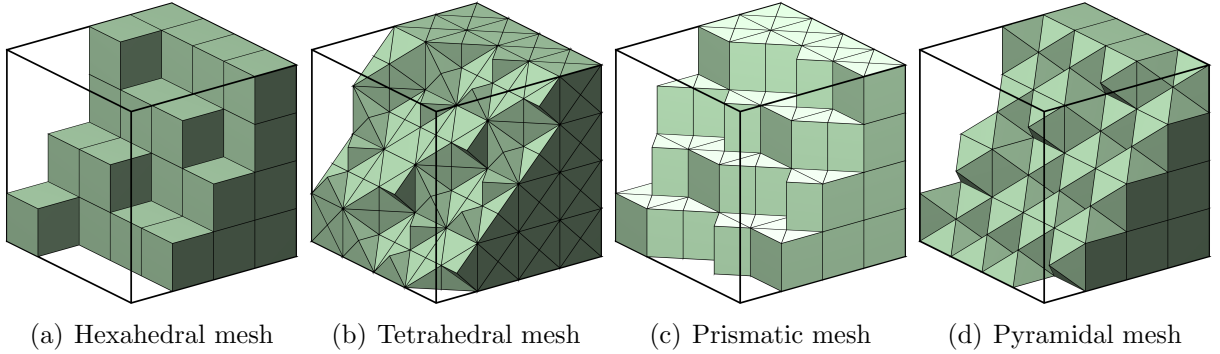 (a) Hexahedral mesh
(b) Tetrahedral mesh
(c) Prismatic mesh
(d) Pyramidal mesh